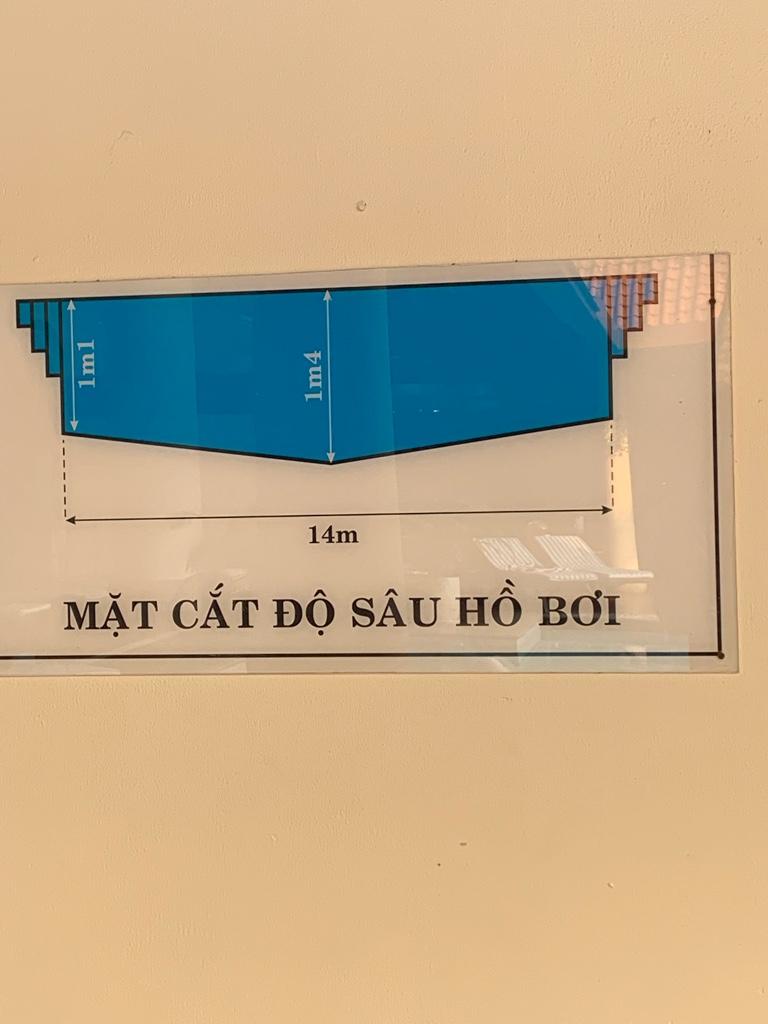 1m1
1m4
14m
MẶT CẮT ĐỘ SÂU HỒ BƠI